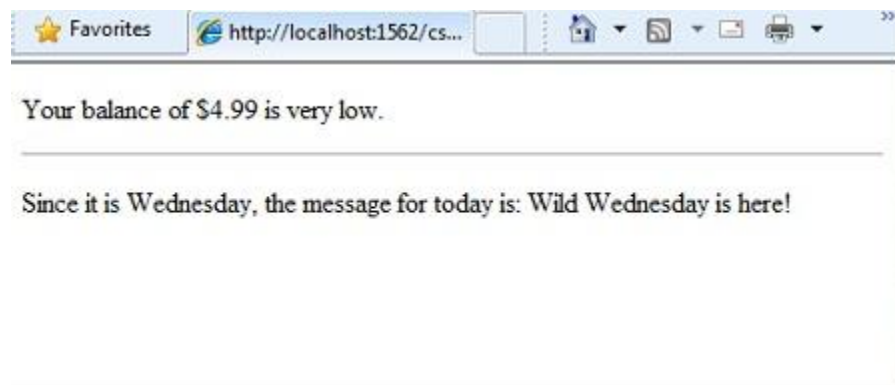 Favorites
http://localhost:1562/cs...
Your balance of $4.99 is very low.
Since it is Wednesday, the message for today is: Wild Wednesday is here!